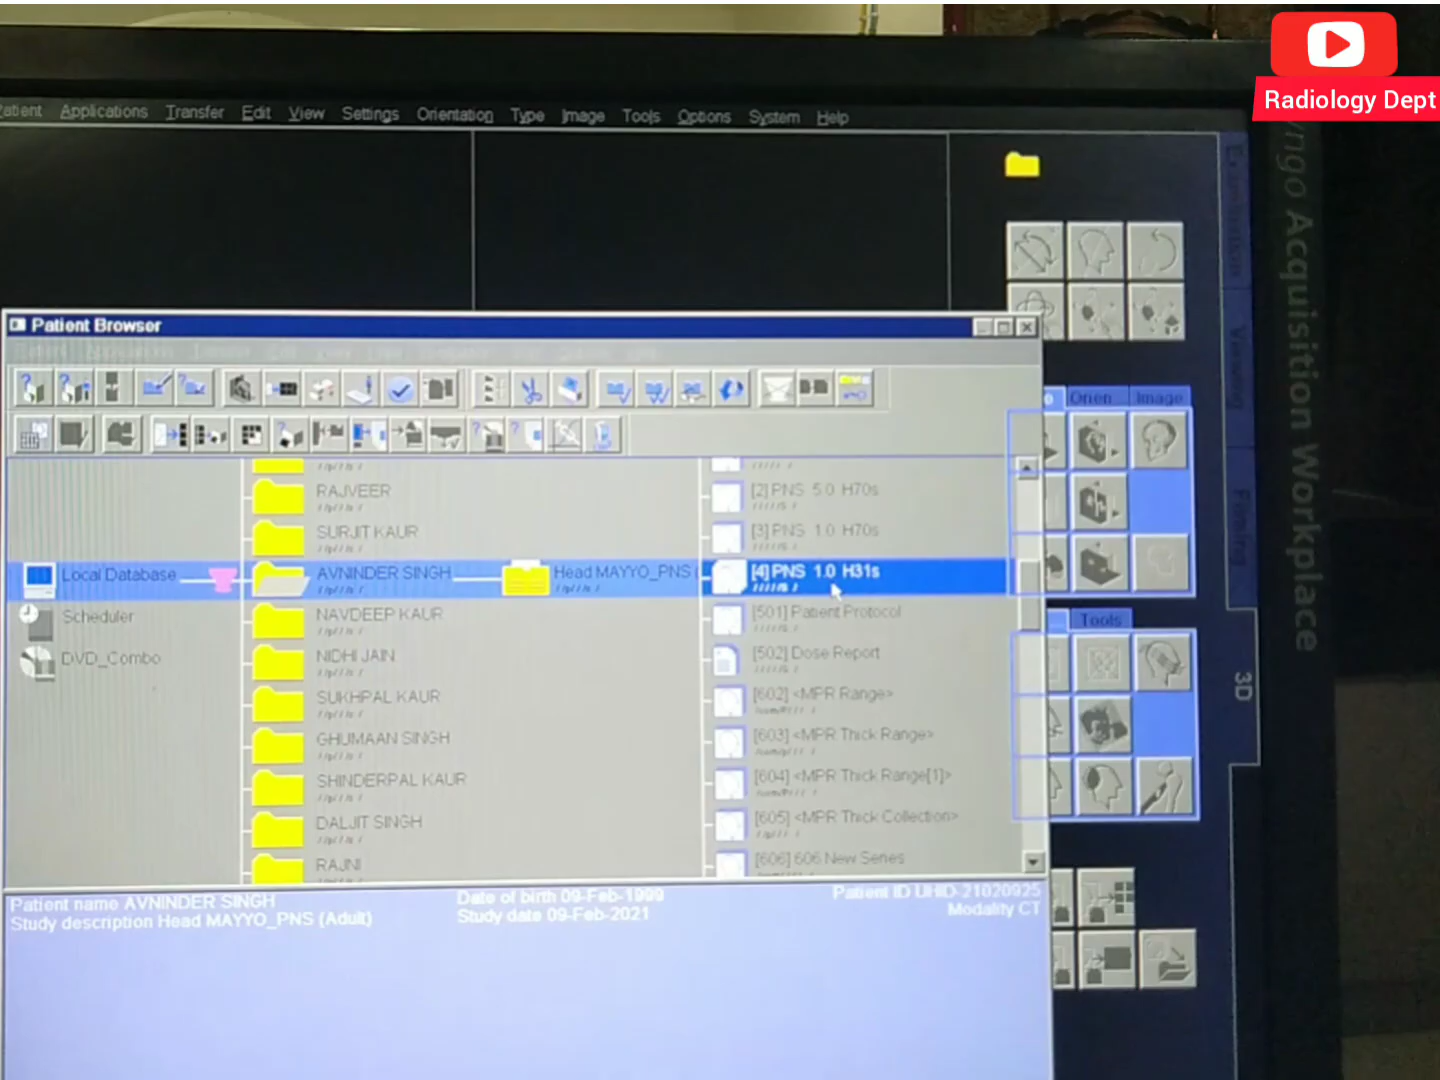 Radiology Dept
Applications Transfer Edit View Settings Orientation Type Image Tools Options System Help
Acquisition Workplace
Patient Browser
Orien
Image
RAJVEER
[2] PNS 5.0 H70s
SURJIT KAUR
[3] PNS 1.0 H70s
Local Database
AVNINDER SINGH
Head MAYYO_PNS (
[4] PNS 1.0 H31s
Scheduler
NAVDEEP KAUR
[501] Patient Protocol
Tools
DVD_Combo
NIDHI JAIN
[502] Dose Report
3D
SUKHPAL KAUR
[602] <MPR Range>
GHUMAAN SINGH
[603] <MPR Thick Range>
SHINDERPAL KAUR
[604] <MPR Thick Range[1]>
DALJIT SINGH
[605] <MPR Thick Collection>
RAJNI
[606] 606 New Series
Patient name AVNINDER SINGH
Date of birth 09-Feb-1999
Patient ID UHID-21020925
Study description Head MAYYO_PNS (Adult)
Study date 09-Feb-2021
Modality CT